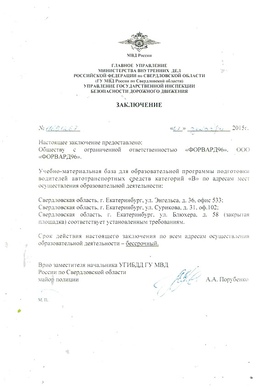 МВД России
ГЛАВНОЕ УПРАВЛЕНИЕ
МИНИСТЕРСТВА ВНУТРЕННИХ ДЕЛ
РОССИЙСКОЙ ФЕДЕРАЦИИ по СВЕРДЛОВСКОЙ ОБЛАСТИ
(ГУ МВД России по Свердловской области)
УПРАВЛЕНИЕ ГОСУДАРСТВЕННОЙ ИНСПЕКЦИИ
БЕЗОПАСНОСТИ ДОРОЖНОГО ДВИЖЕНИЯ
ЗАКЛЮЧЕНИЕ
№
2015г.
Настоящее заключение предоставлено:
Обществу с ограниченной ответственностью «ФОРВАРД96», ООО
«ФОРВАРД96».
Учебно-материальная база для образовательной программы подготовки
водителей автотранспортных средств категорий «В» по адресам мест
осуществления образовательной деятельности:
Свердловская область, г. Екатеринбург, ул. Энгельса, д. 36, офис 533;
Свердловская область, г. Екатеринбург, ул. Сурикова, д. 31, оф.102;
Свердловская область, г. Екатеринбург, ул. Блюхера, д. 58 (закрытая
площадка) соответствует установленным требованиям.
Срок действия настоящего заключения по всем адресам осуществления
образовательной деятельности – бессрочный.
Врио заместителя начальника УГИБДД ГУ МВД
России по Свердловской области
майор полиции
А.А. Порубенко
м.п.